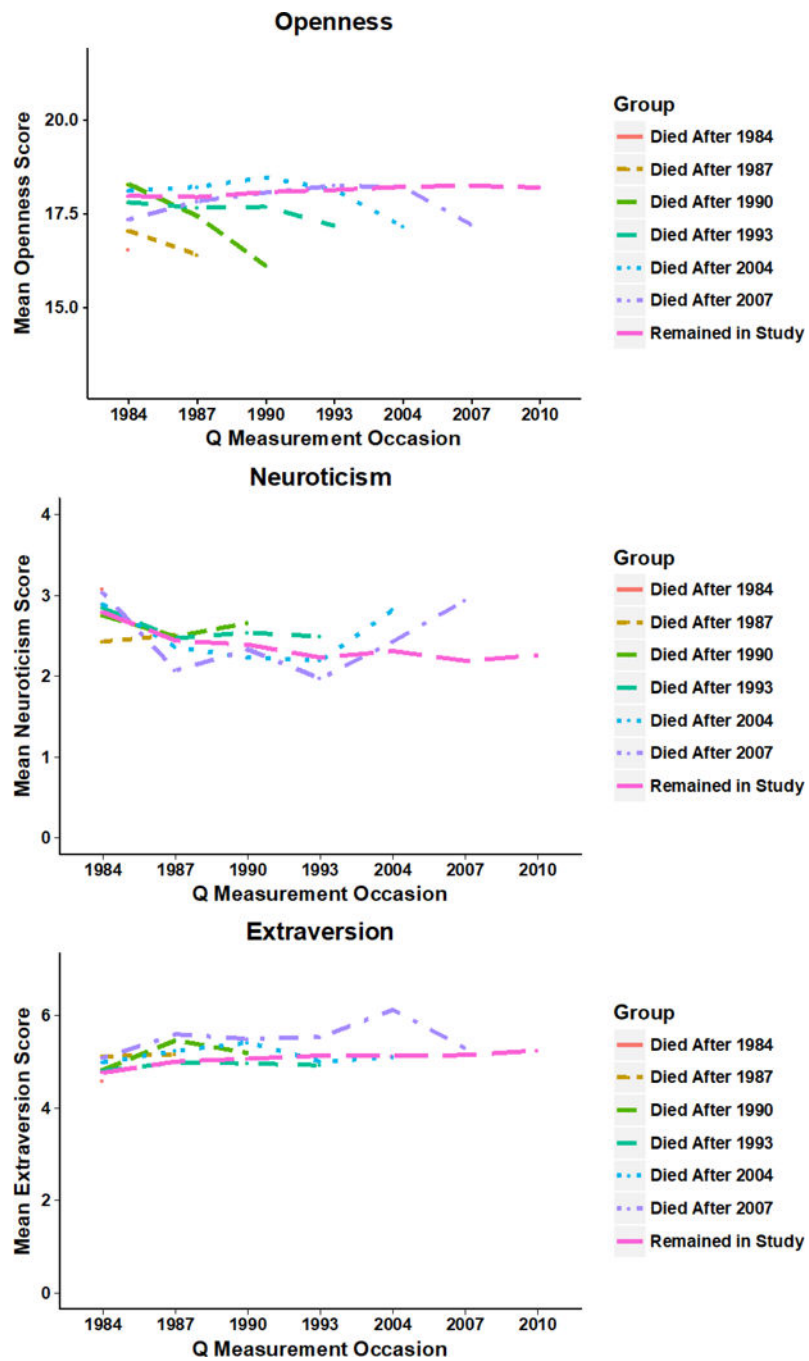 Openness
Mean Openness Score
20.0
17.5
15.0
1984 1987 1990 1993 2004 2007 2010
Q Measurement Occasion
Group
Died After 1984
Died After 1987
Died After 1990
Died After 1993
Died After 2004
Died After 2007
Remained in Study
Neuroticism
Mean Neuroticism Score
4
3
2
1
0
1984 1987 1990 1993 2004 2007 2010
Q Measurement Occasion
Group
Died After 1984
Died After 1987
Died After 1990
Died After 1993
Died After 2004
Died After 2007
Remained in Study
Extraversion
Mean Extraversion Score
6
4
2
0
1984 1987 1990 1993 2004 2007 2010
Q Measurement Occasion
Group
Died After 1984
Died After 1987
Died After 1990
Died After 1993
Died After 2004
Died After 2007
Remained in Study